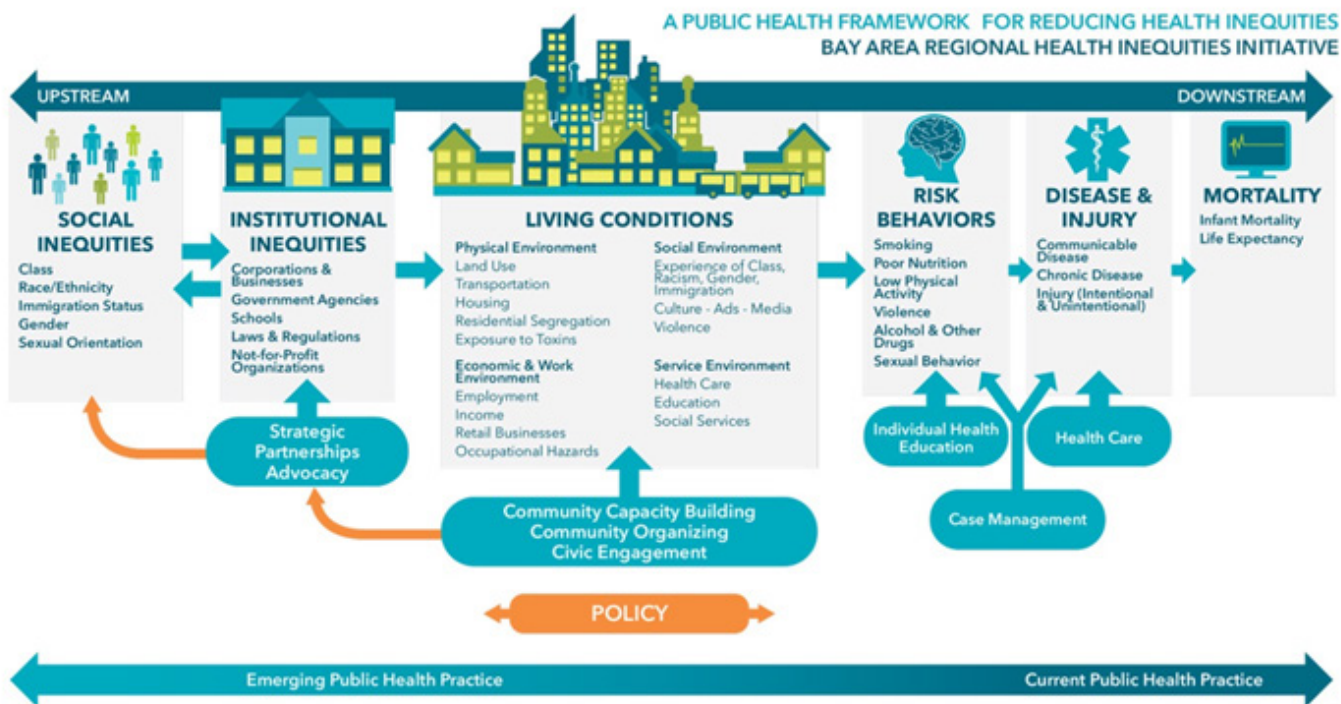 A PUBLIC HEALTH FRAMEWORK FOR REDUCING HEALTH INEQUITIES
BAY AREA REGIONAL HEALTH INEQUITIES INITIATIVE
UPSTREAM
DOWNSTREAM
SOCIAL
INEQUITIES
Class
Race/Ethnicity
Immigration Status
Gender
Sexual Orientation
INSTITUTIONAL
INEQUITIES
Corporations &
Businesses
Government Agencies
Schools
Laws & Regulations
Not-for-Profit
Organizations
Strategic
Partnerships
Advocacy
LIVING CONDITIONS
Physical Environment
Land Use
Transportation
Housing
Residential Segregation
Exposure to Toxins
Economic & Work
Environment
Employment
Income
Retail Businesses
Occupational Hazards
Social Environment
Experience of Class,
Racism, Gender,
Immigration
Culture - Ads - Media
Violence
Service Environment
Health Care
Education
Social Services
Community Capacity Building
Community Organizing
Civic Engagement
RISK
BEHAVIORS
Smoking
Poor Nutrition
Low Physical
Activity
Violence
Alcohol & Other
Drugs
Sexual Behavior
Individual Health
Education
DISEASE &
INJURY
Communicable
Disease
Chronic Disease
Injury (Intentional
& Unintentional)
Health Care
Case Management
MORTALITY
Infant Mortality
Life Expectancy
POLICY
Emerging Public Health Practice
Current Public Health Practice